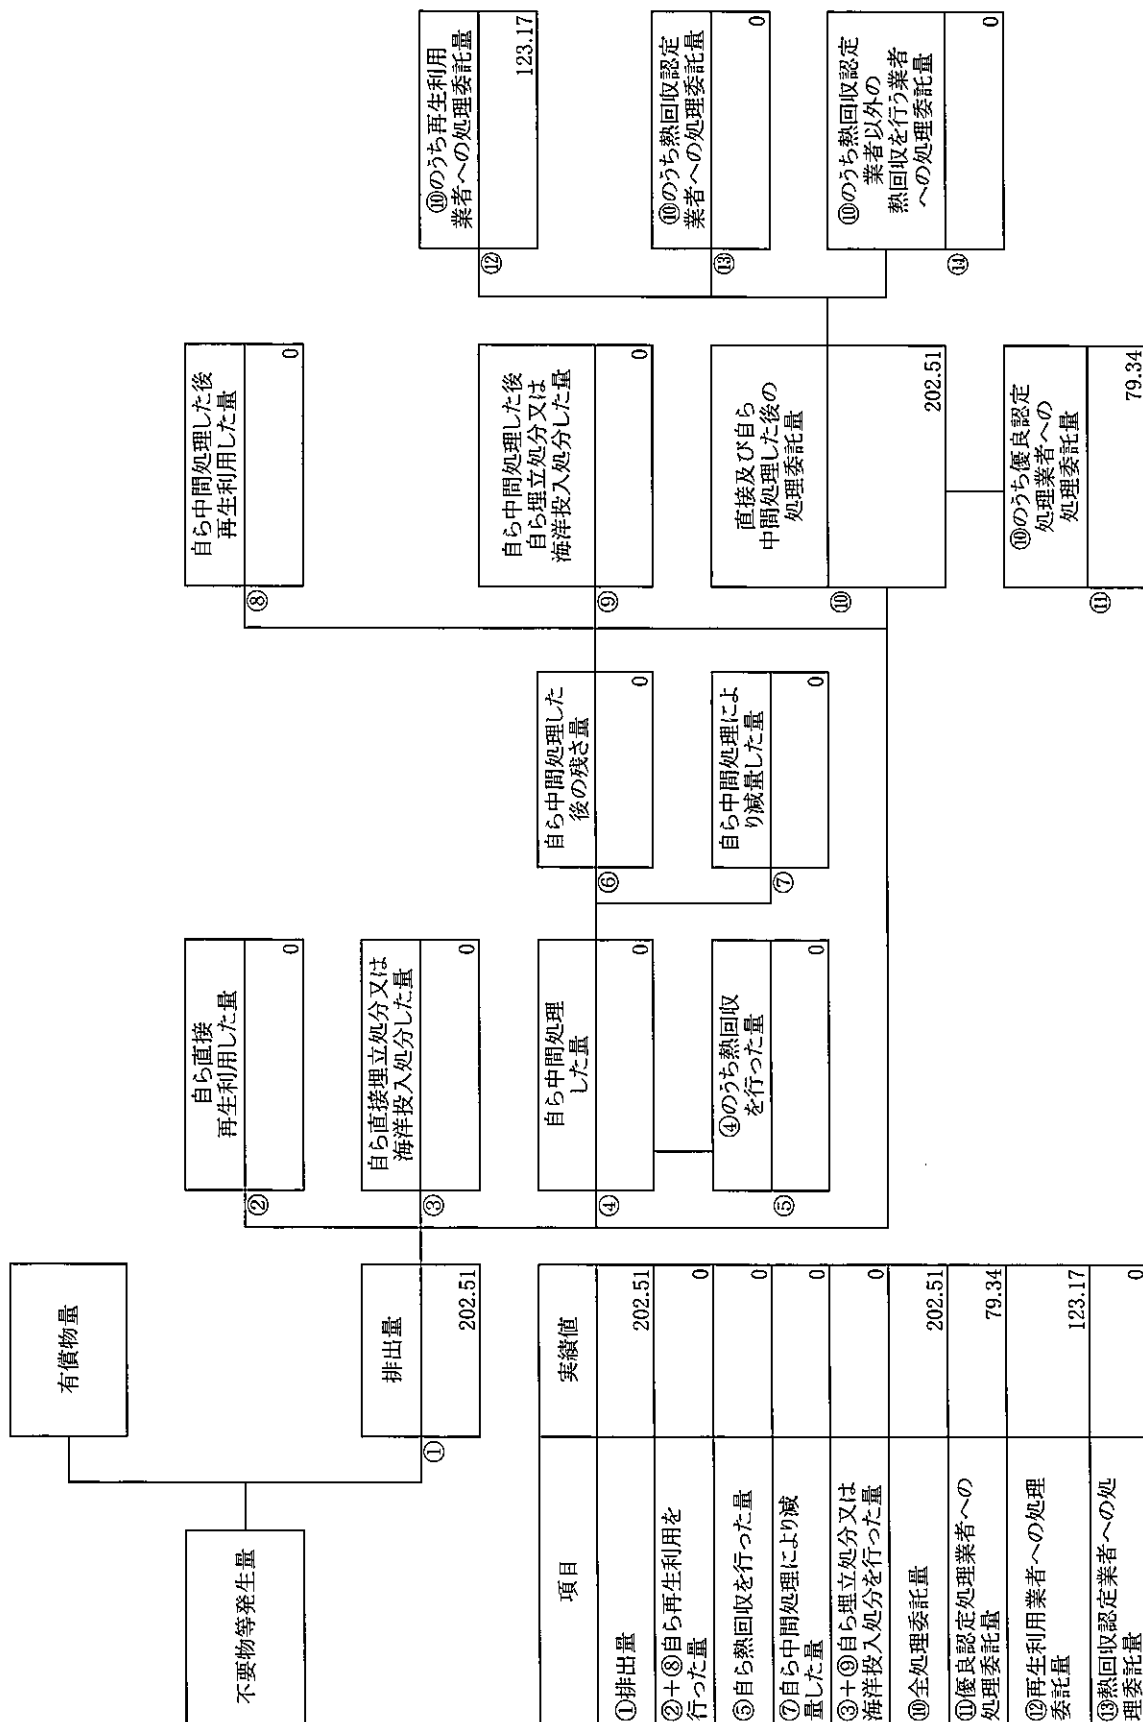 有償物量
不要物等発生量
排出量
①
202.51
自ら直接
再生利用した量
②
0
自ら直接埋立処分又は
海洋投入処分した量
③
0
自ら中間処理
した量
④
0
④のうち熱回収
を行った量
⑤
0
自ら中間処理した
後の残さ量
⑥
0
自ら中間処理によ
り減量した量
⑦
0
自ら中間処理した後
再生利用した量
⑧
0
自ら中間処理した後
自ら埋立処分又は
海洋投入処分した量
⑨
0
直接及び自ら
中間処理した後の
処理委託量
⑩
202.51
⑩のうち優良認定
処理業者への
処理委託量
⑪
79.34
⑩のうち再生利用
業者への処理委託量
⑫
123.17
⑩のうち熱回収認定
業者への処理委託量
⑬
0
⑩のうち熱回収認定
業者以外の
熱回収を行う業者
への処理委託量
⑭
0
項目 実績値
①排出量 202.51
②+⑧自ら再生利用を
行った量 0
⑤自ら熱回収を行った量 0
⑦自ら中間処理により減
量した量 0
③+⑨自ら埋立処分又は
海洋投入処分を行った量 0
⑩全処理委託量 202.51
⑪優良認定処理業者への
処理委託量 79.34
⑫再生利用業者への処理
委託量 123.17
⑬熱回収認定業者への処
理委託量 0